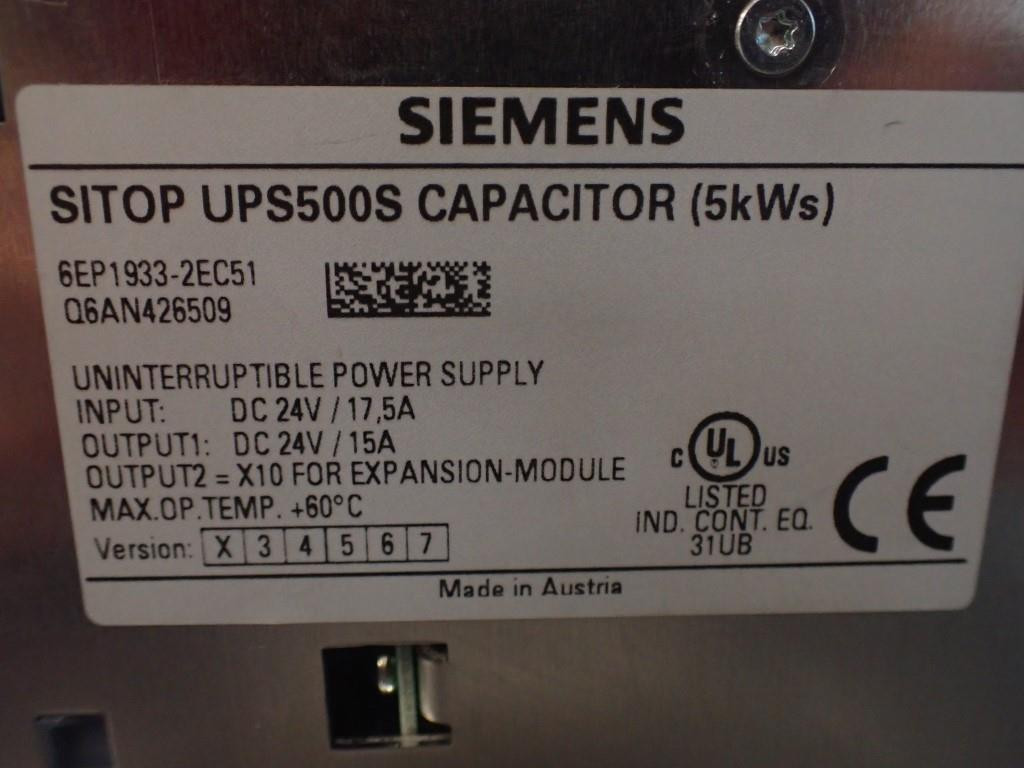 SIEMENS
SITOP UPS500S CAPACITOR (5kWs)
6EP1933-2EC51
Q6AN426509
UNINTERRUPTIBLE POWER SUPPLY
INPUT: DC 24V / 17,5A
OUTPUT1: DC 24V / 15A
OUTPUT2 = X10 FOR EXPANSION-MODULE
MAX.OP.TEMP. +60°C
Version: X 3 4 5 6 7
C UL US
LISTED
IND. CONT. EQ.
31UB
CE
Made in Austria